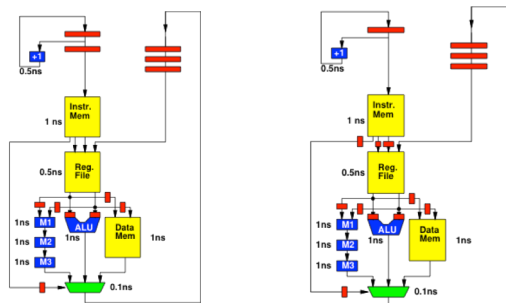 +1
0.5ns
Instr.
Mem
1 ns
Reg.
File
0.5ns
1ns
M1
ALU
1ns
Data
Mem
1ns
1ns
M2
1ns
M3
0.1ns
+1
0.5ns
Instr.
Mem
1 ns
Reg.
File
0.5ns
1ns
M1
ALU
1ns
Data
Mem
1ns
1ns
M2
1ns
M3
0.1ns